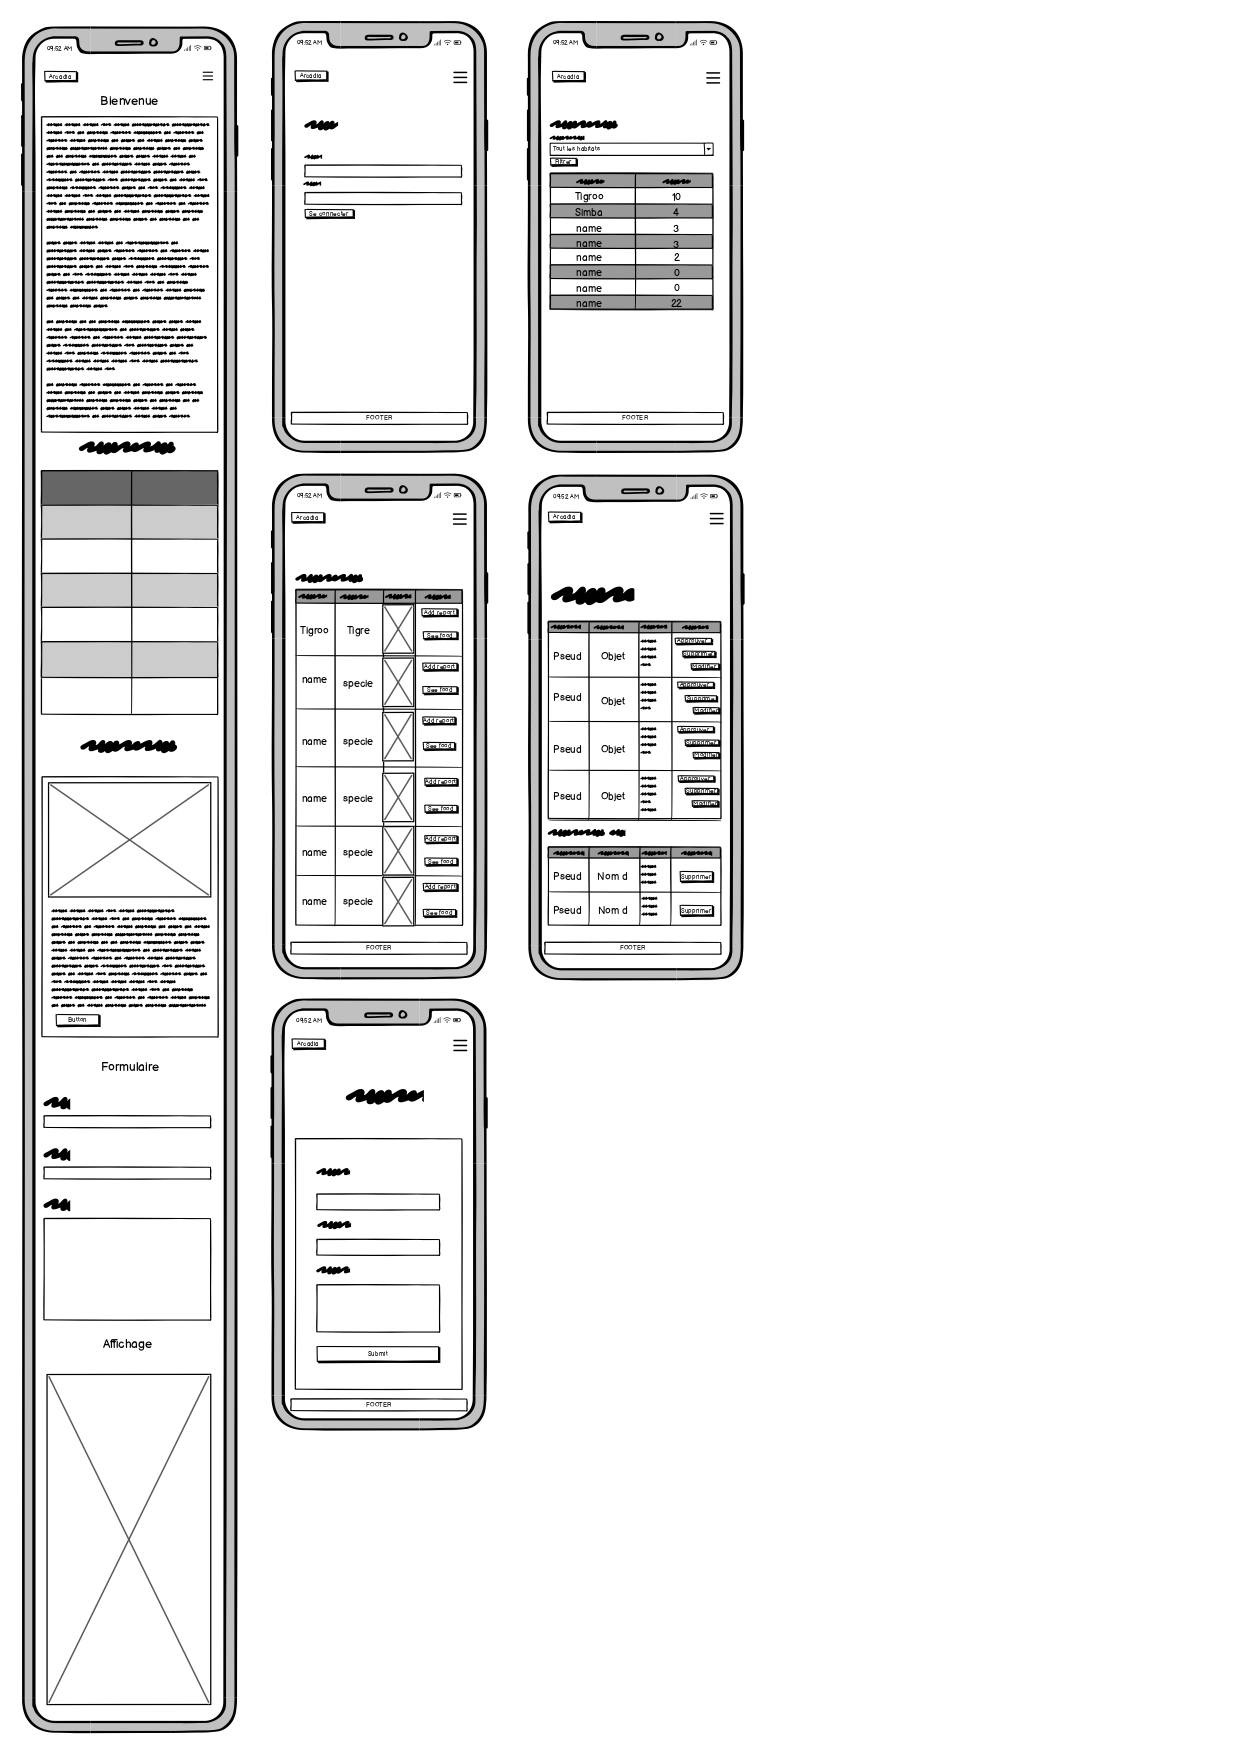 09:52 AM
Arcadia
Bienvenue
Button
Formulaire
Affichage
09:52 AM
Arcadia
Se connecter
FOOTER
09:52 AM
Arcadia
Tout les habitats
Filtrer
Tigroo 10
Simba 4
name 3
name 3
name 2
name 0
name 0
name 22
FOOTER
09:52 AM
Arcadia
Tigroo Tigre Add report
See food
name specie Add report
See food
name specie Add report
See food
name specie Add report
See food
name specie Add report
See food
name specie Add report
See food
FOOTER
09:52 AM
Arcadia
Pseud Objet Approuver
Supprimer
Modifier
Pseud Objet Approuver
Supprimer
Modifier
Pseud Objet Approuver
Supprimer
Modifier
Pseud Objet Approuver
Supprimer
Modifier
Pseud Nom d Supprimer
Pseud Nom d Supprimer
FOOTER
09:52 AM
Arcadia
Submit
FOOTER